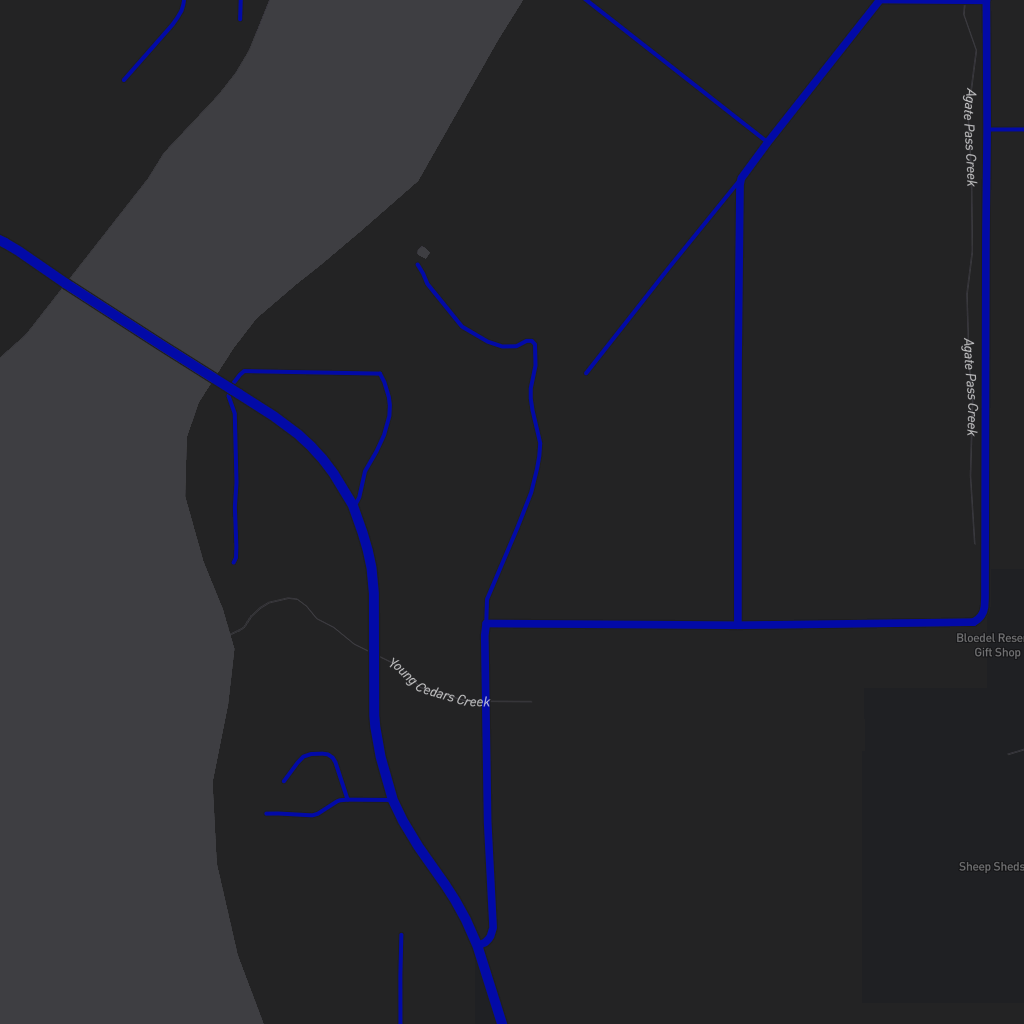 Agate Pass Creek
Agate Pass Creek
Bloedel Rese
Gift Shop
Young Cedars Creek
Sheep Sheds